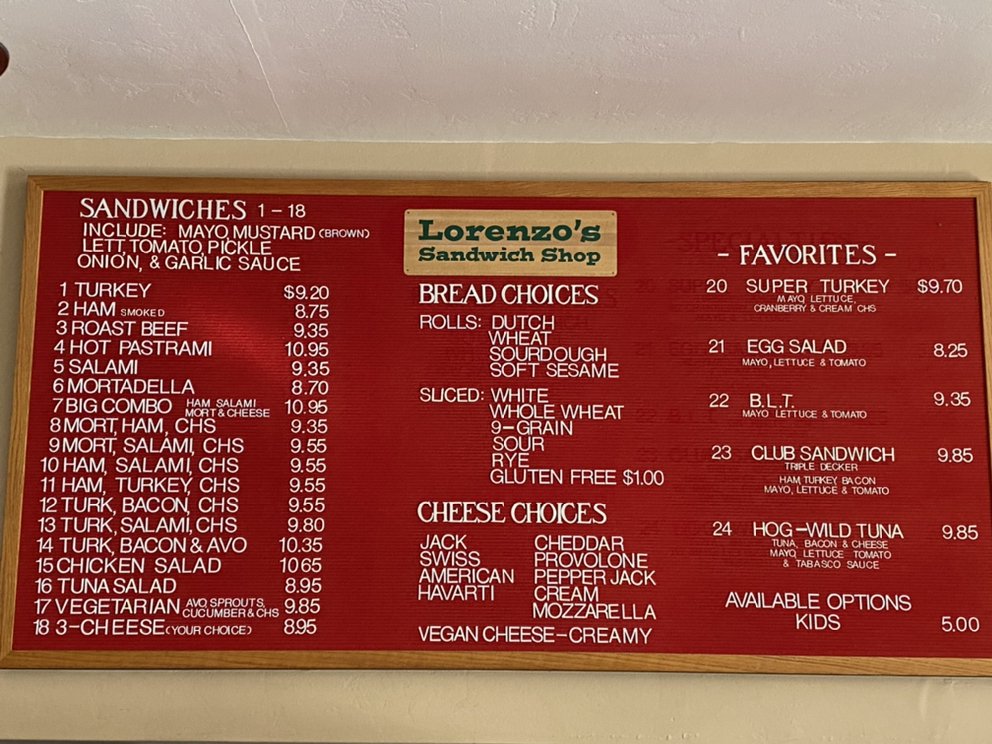 SANDWICHES 1 - 18
INCLUDE: MAYO, MUSTARD (BROWN)
LETT, TOMATO, PICKLE
ONION, & GARLIC SAUCE
1 TURKEY $9.20
2 HAM SMOKED 8.75
3 ROAST BEEF 9.35
4 HOT PASTRAMI 10.95
5 SALAMI 9.35
6 MORTADELLA 8.70
7 BIG COMBO HAM SALAMI MORT & CHEESE 10.95
8 MORT, HAM, CHS 9.35
9 MORT, SALAMI, CHS 9.55
10 HAM, SALAMI, CHS 9.55
11 HAM, TURKEY, CHS 9.55
12 TURK, BACON, CHS 9.55
13 TURK, SALAMI, CHS 9.80
14 TURK, BACON & AVO 10.35
15 CHICKEN SALAD 1065
16 TUNA SALAD 8.95
17 VEGETARIAN AVO, SPROUTS, CUCUMBER & CHS 9.85
18 3-CHEESE (YOUR CHOICE) 8.95
Lorenzo's
Sandwich Shop
BREAD CHOICES
ROLLS: DUTCH
WHEAT
SOURDOUGH
SOFT SESAME
SLICED: WHITE
WHOLE WHEAT
9-GRAIN
SOUR
RYE
GLUTEN FREE $1.00
CHEESE CHOICES
JACK CHEDDAR
SWISS PROVOLONE
AMERICAN PEPPER JACK
HAVARTI CREAM
MOZZARELLA
VEGAN CHEESE-CREAMY
- FAVORITES -
20 SUPER TURKEY $9.70
MAYO, LETTUCE,
CRANBERRY & CREAM CHS
21 EGG SALAD 8.25
MAYO, LETTUCE & TOMATO
22 B.L.T. 9.35
MAYO LETTUCE & TOMATO
23 CLUB SANDWICH 9.85
TRIPLE DECKER
HAM, TURKEY BACON
MAYO, LETTUCE & TOMATO
24 HOG-WILD TUNA 9.85
TUNA, BACON & CHEESE
MAYO, LETTUCE TOMATO
& TABASCO SAUCE
AVAILABLE OPTIONS
KIDS 5.00